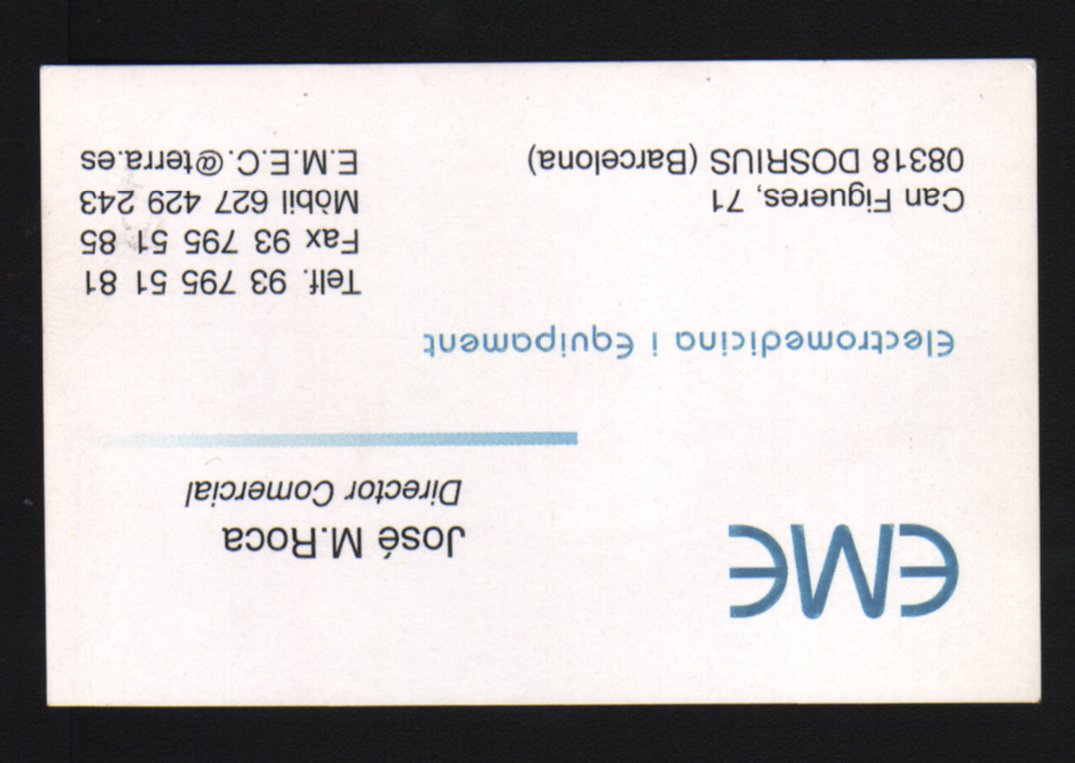 EME
José M.Roca
Director Comercial
Electromedicina i Equipament
Can Figueres, 71
08318 DOSRIUS (Barcelona)
Telf. 93 795 51 81
Fax 93 795 51 85
Mòbil 627 429 243
E.M.E.C.@terra.es